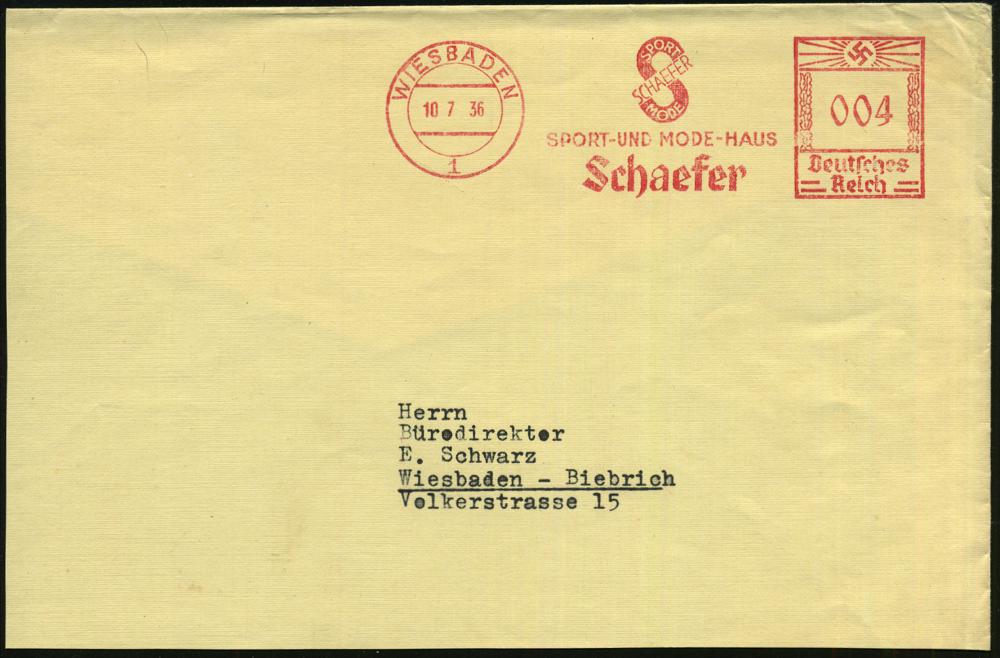 WIESBADEN
10 7 36
1
SPORT
SCHAEFER
MODE
SPORT-UND MODE-HAUS
Schaefer
004
Deutsches
Reich
Herrn
Bürodirektor
E. Schwarz
Wiesbaden - Biebrich
Volkerstrasse 15